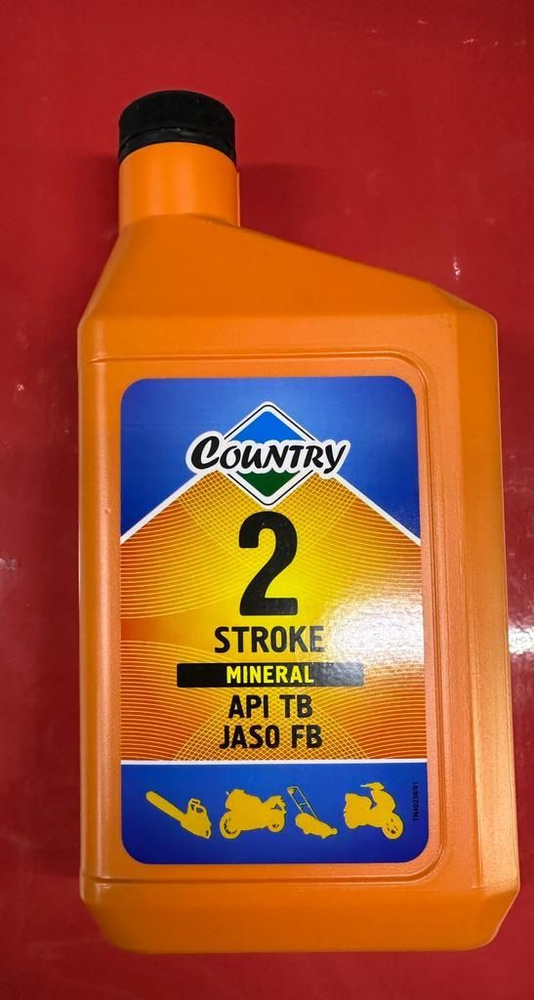 COUNTRY
2
STROKE
MINERAL
API TB
JASO FB